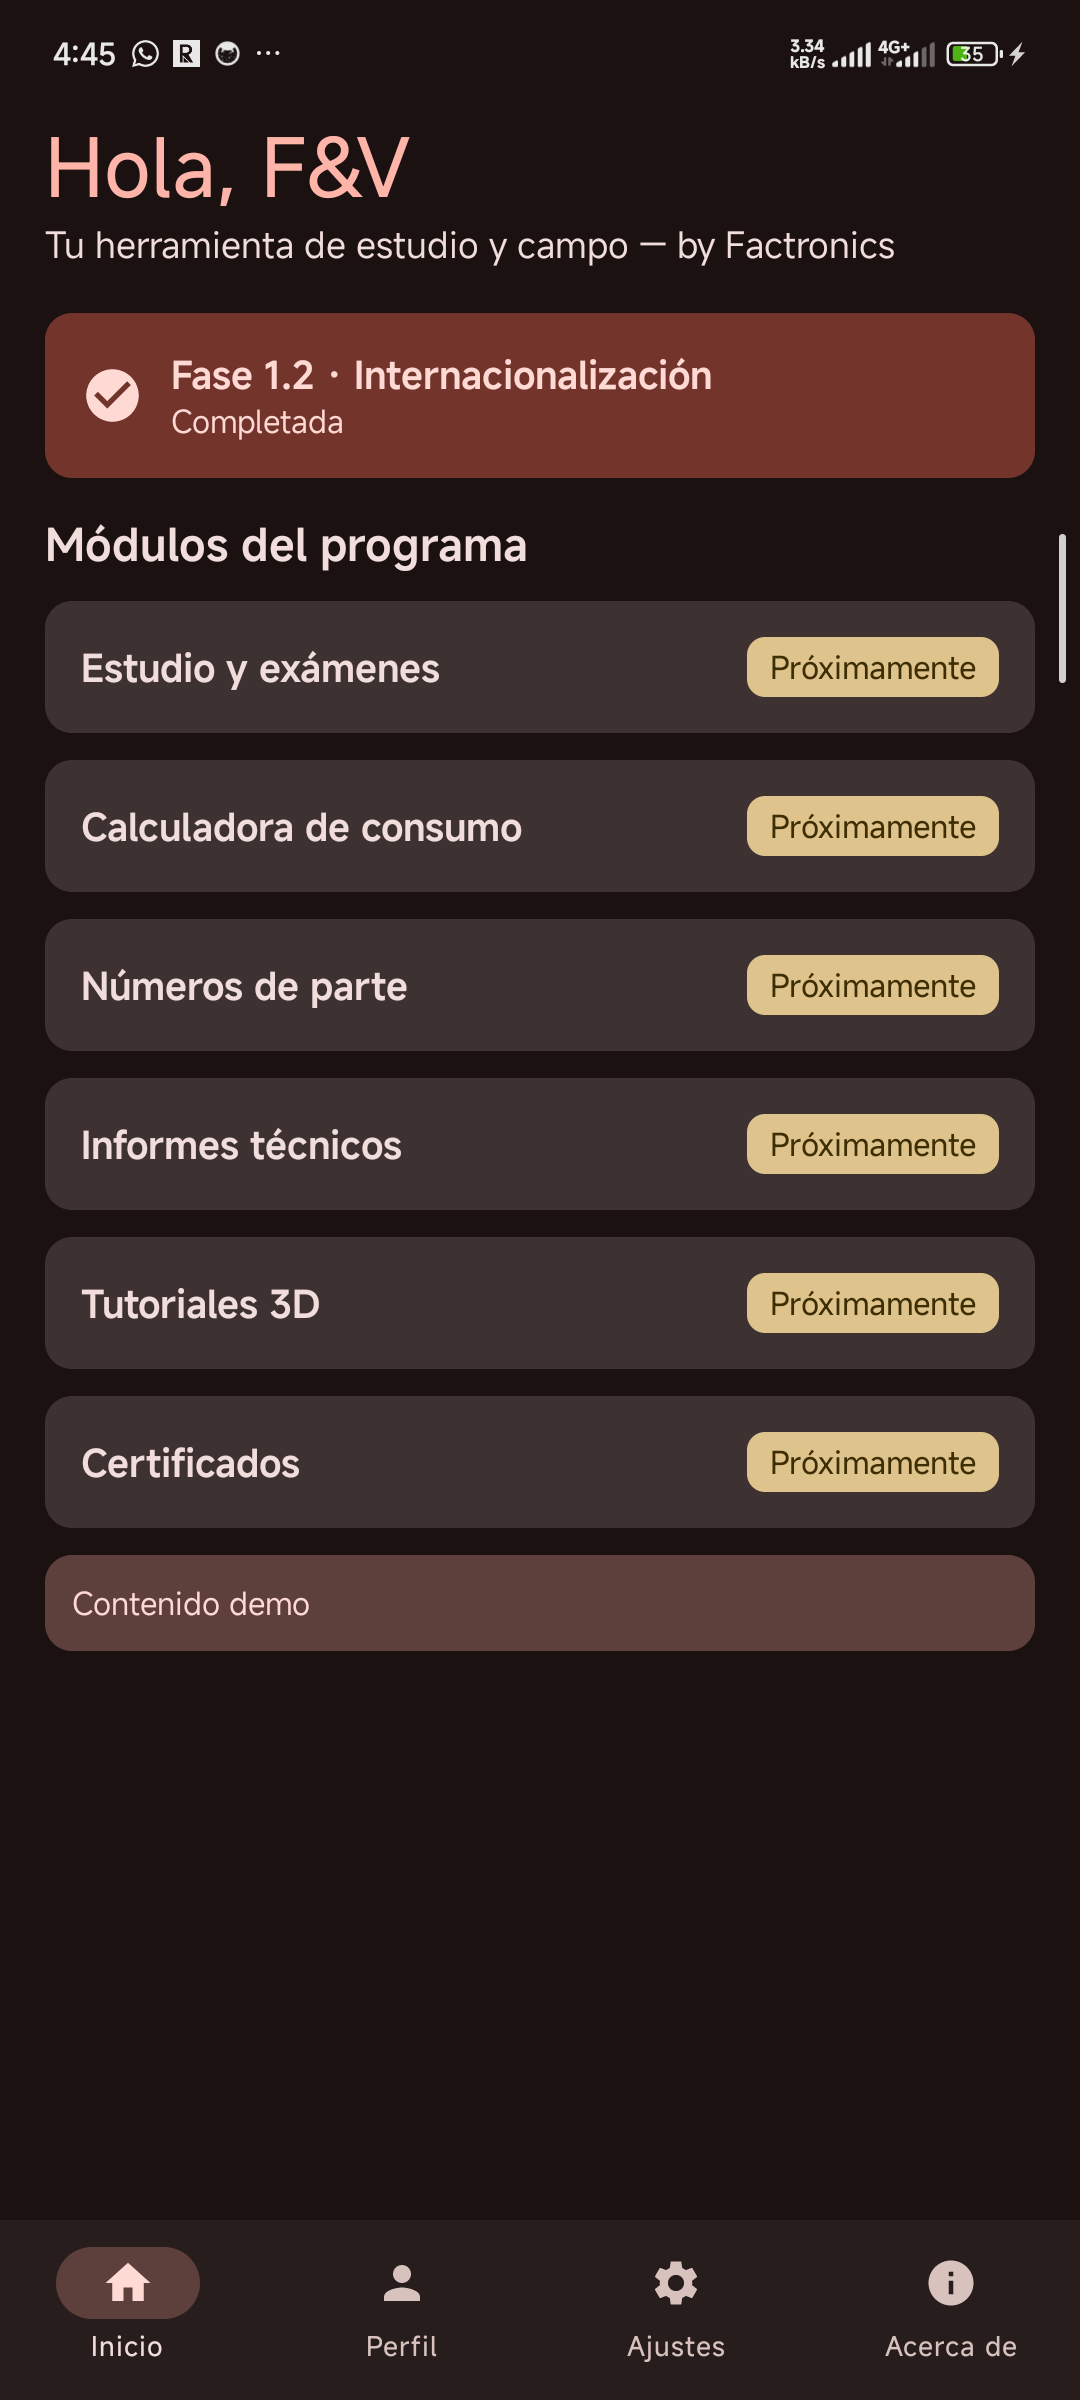 4:45 R ... 3.34 kB/s 4G+ 35
Hola, F&V
Tu herramienta de estudio y campo — by Factronics
Fase 1.2 · Internacionalización
Completada
Módulos del programa
Estudio y exámenes Próximamente
Calculadora de consumo Próximamente
Números de parte Próximamente
Informes técnicos Próximamente
Tutoriales 3D Próximamente
Certificados Próximamente
Contenido demo
Inicio Perfil Ajustes Acerca de